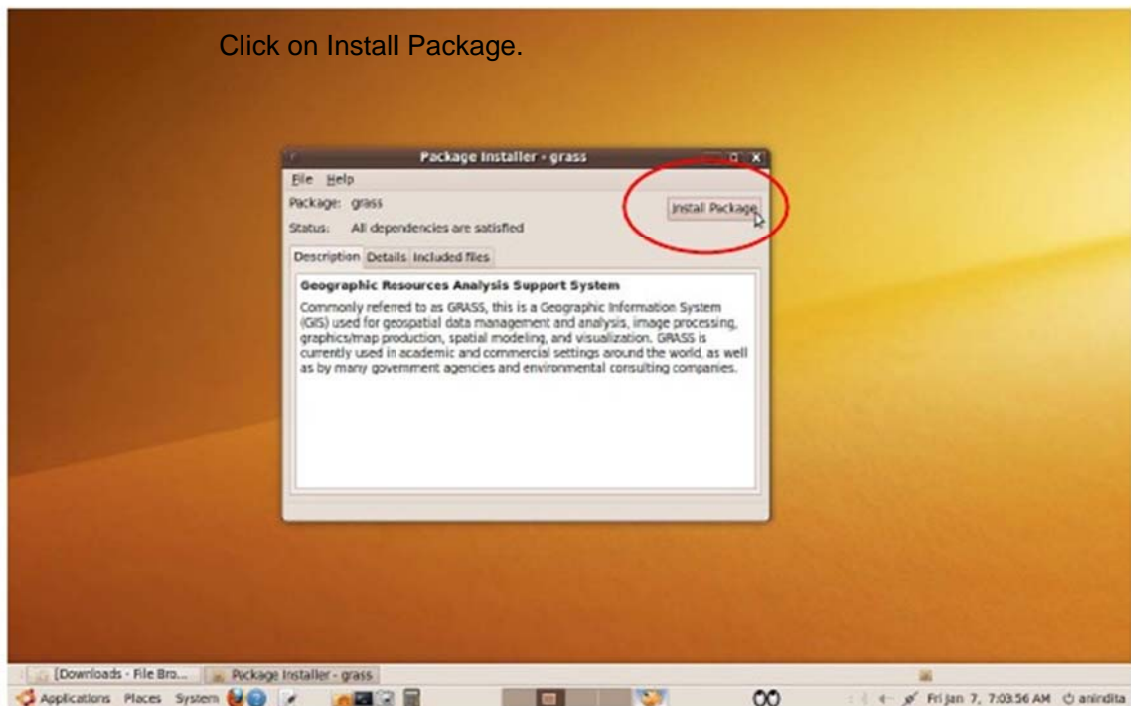 Click on Install Package.
Package Installer - grass
File Help
Package: grass
Install Package
Status: All dependencies are satisfied
Description Details Included files
Geographic Resources Analysis Support System
Commonly referred to as GRASS, this is a Geographic Information System
(GIS) used for geospatial data management and analysis, image processing,
graphics/map production, spatial modeling, and visualization. GRASS is
currently used in academic and commercial settings around the world, as well
as by many government agencies and environmental consulting companies.
[Downloads - File Bro... Package Installer - grass
Applications Places System Fri Jan 7, 7:03:56 AM anindita